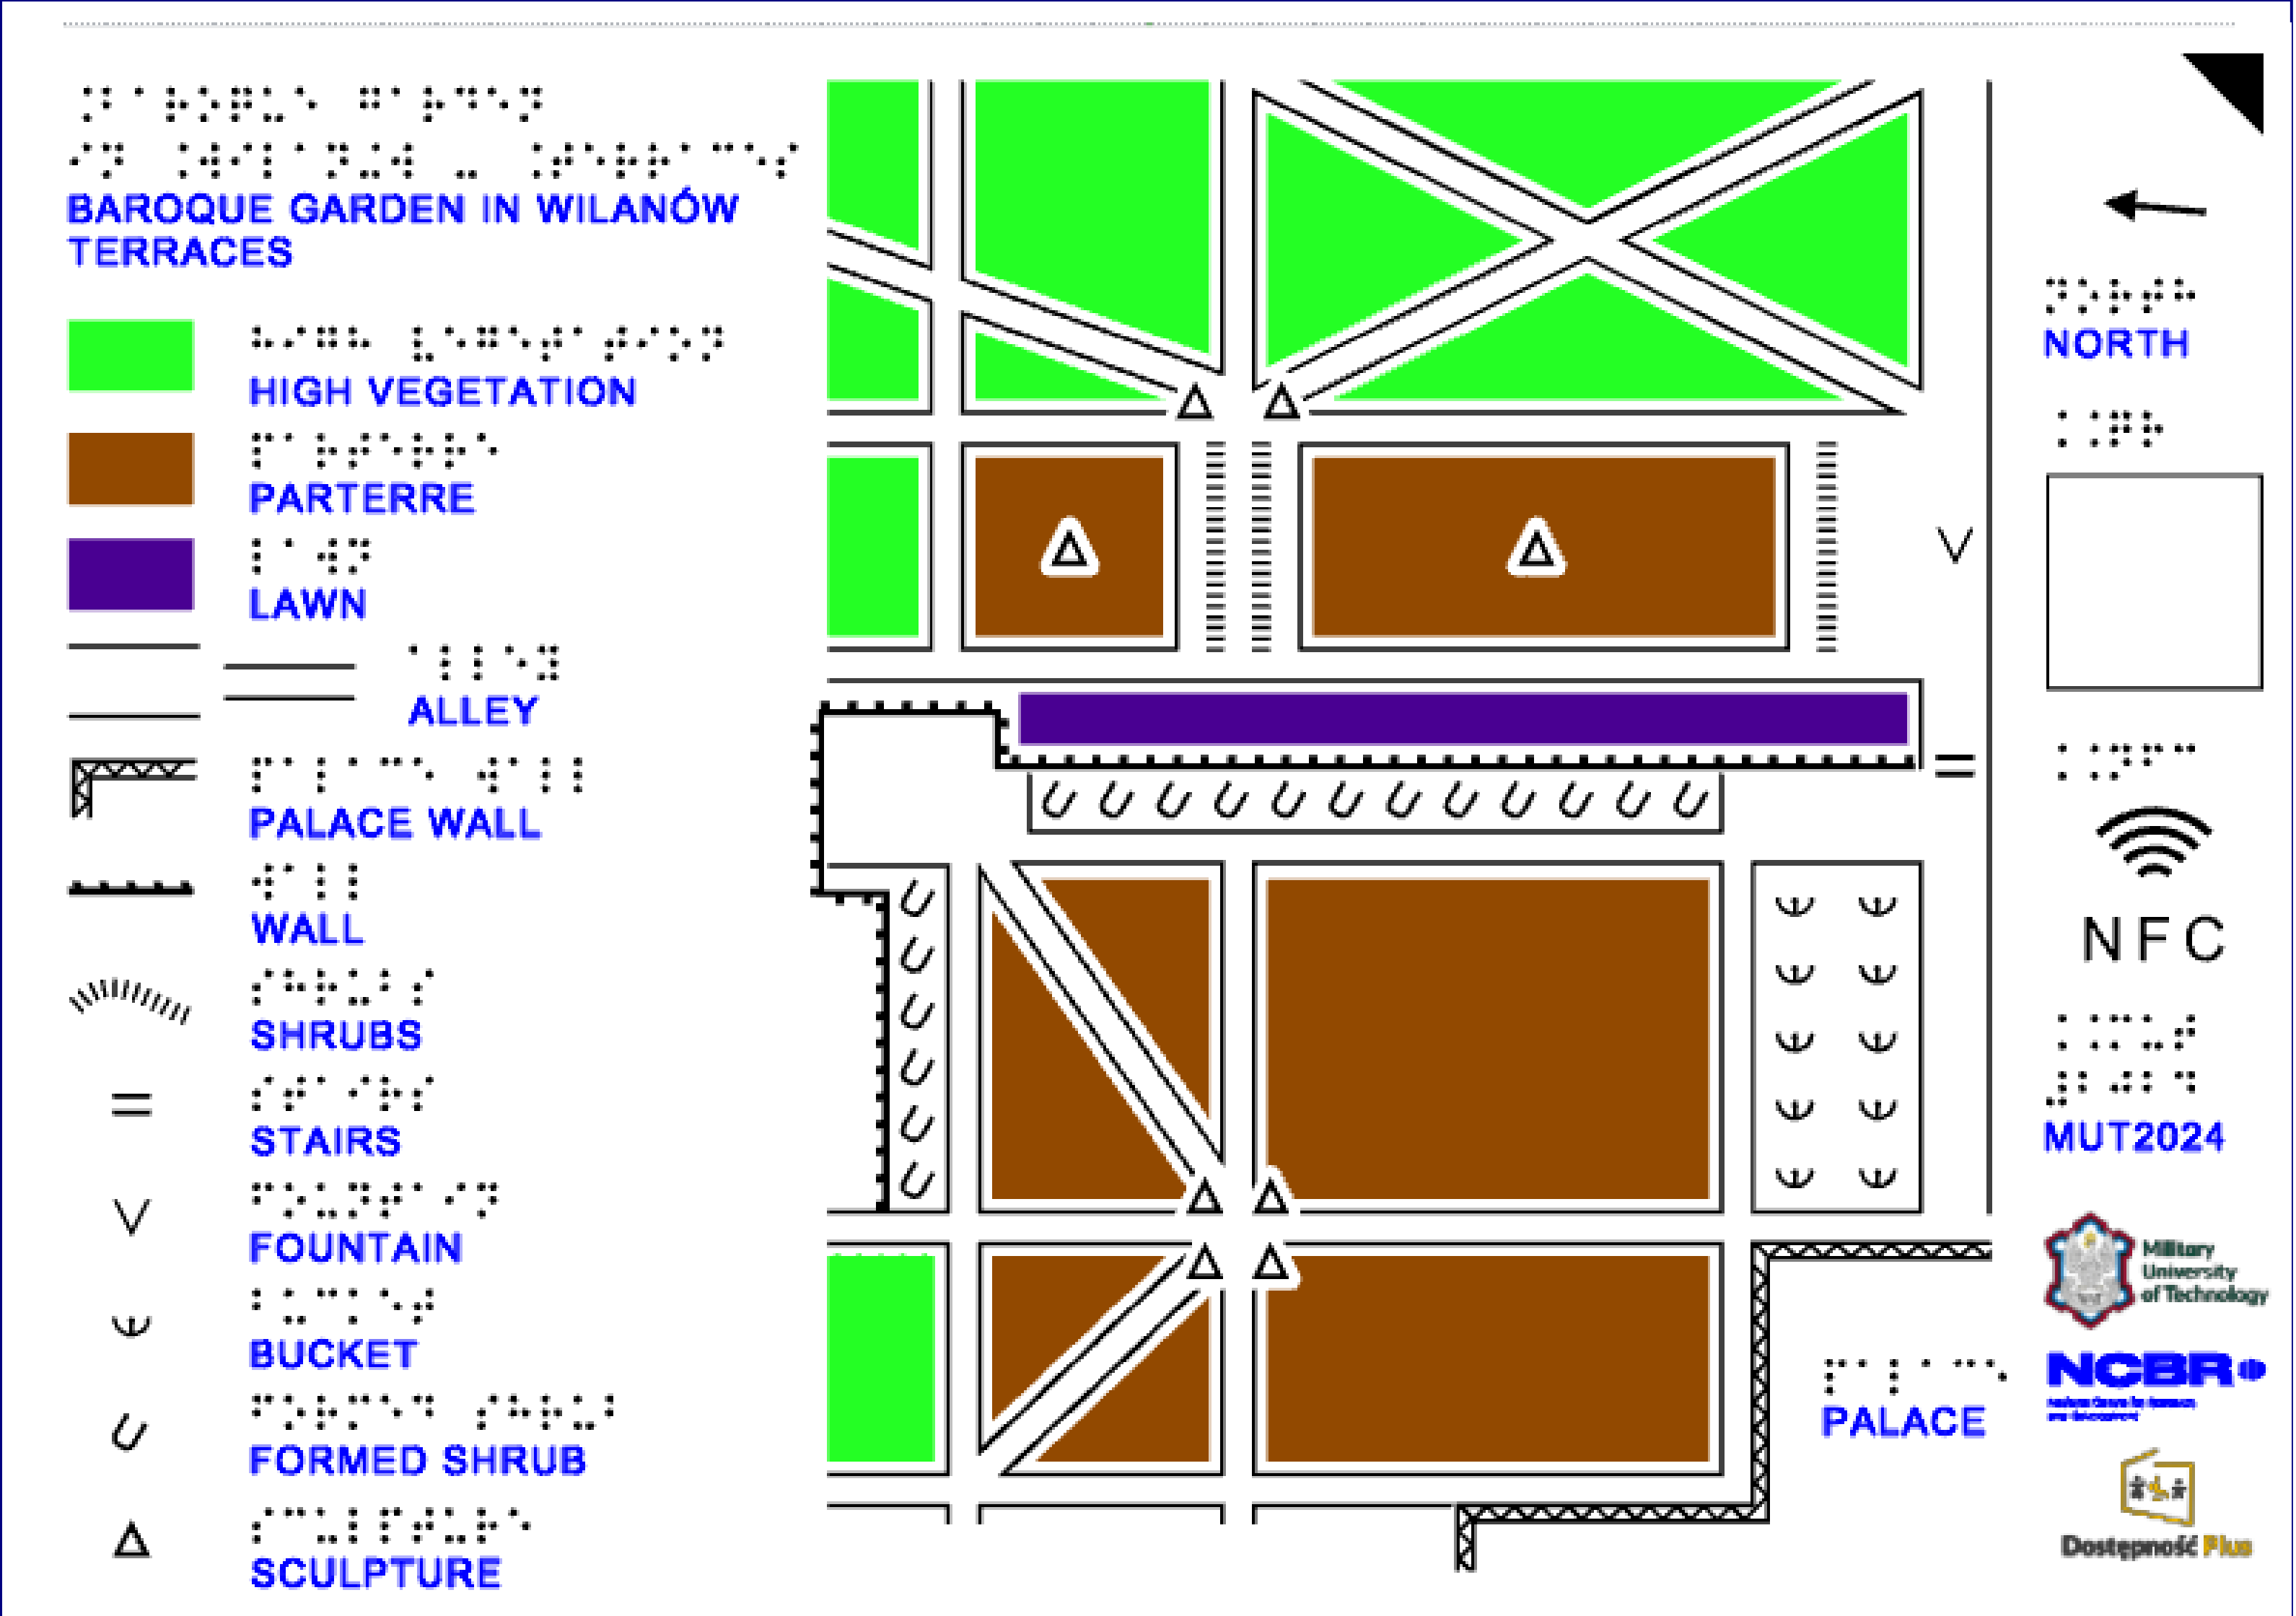 BAROQUE GARDEN IN WILANÓW
TERRACES
HIGH VEGETATION
PARTERRE
LAWN
ALLEY
PALACE WALL
WALL
SHRUBS
STAIRS
FOUNTAIN
BUCKET
FORMED SHRUB
SCULPTURE
PALACE
NORTH
NFC
MUT2024
Military
University
of Technology
NCBR
Dostępność Plus